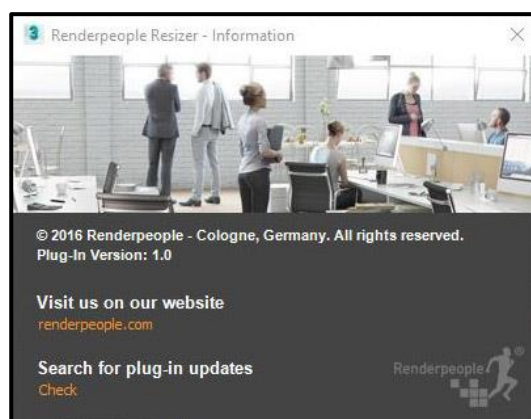 3 Renderpeople Resizer - Information
© 2016 Renderpeople - Cologne, Germany. All rights reserved.
Plug-In Version: 1.0
Visit us on our website
renderpeople.com
Search for plug-in updates
Check
Renderpeople®